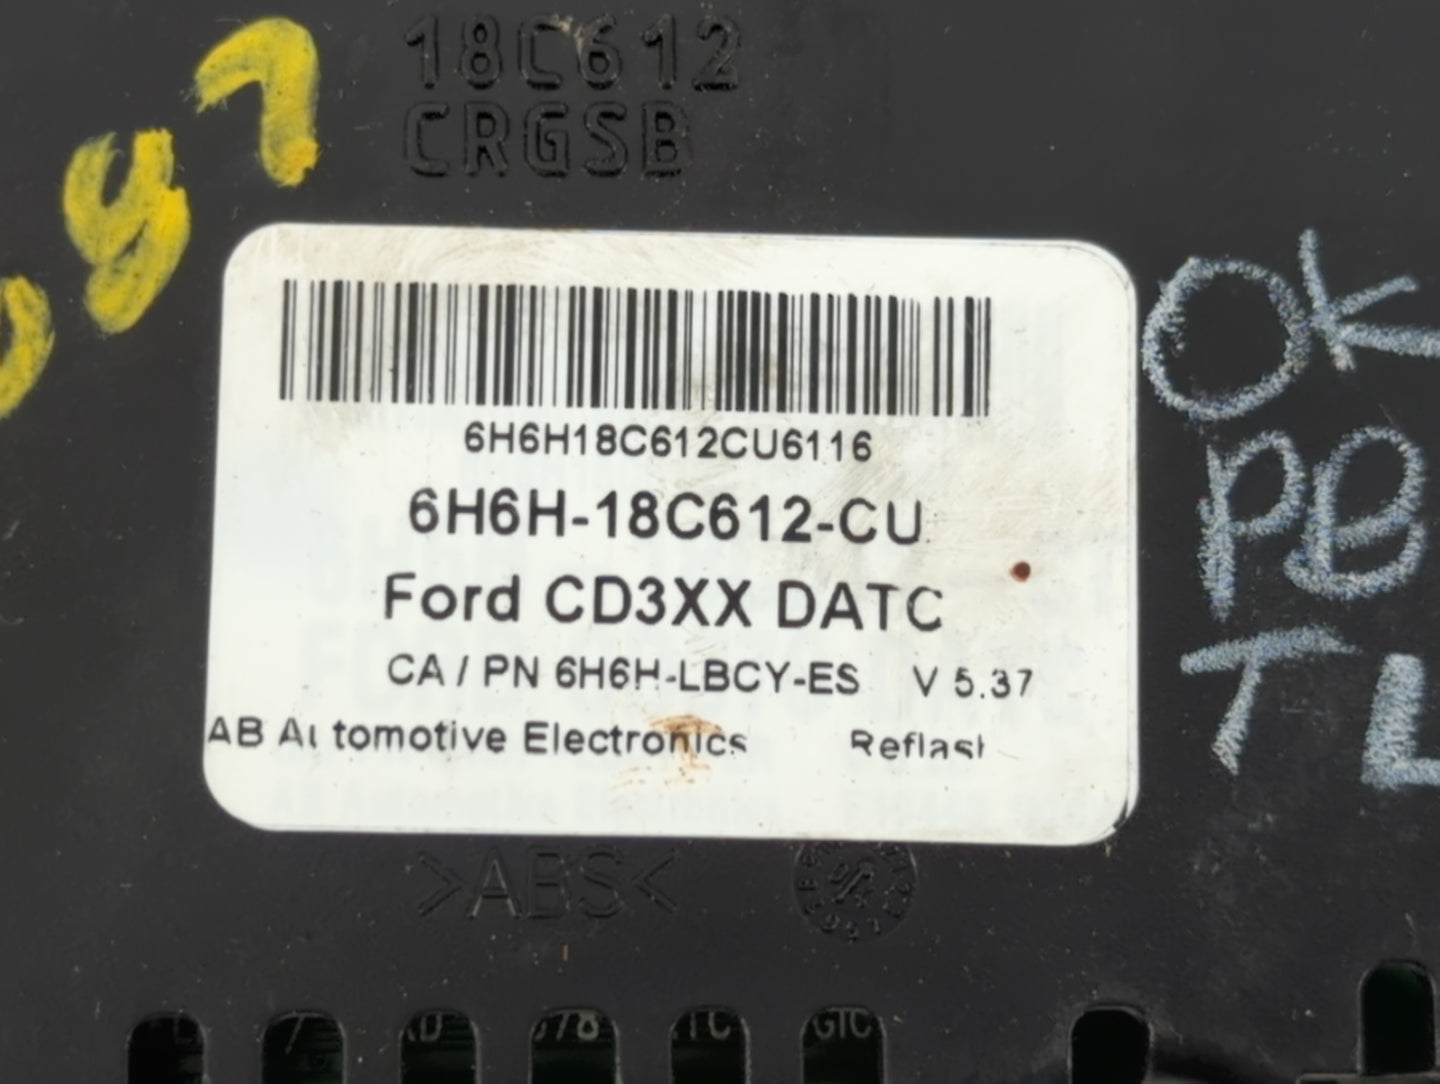 18C612
CRGSB
6H6H18C612CU6116
6H6H-18C612-CU
Ford CD3XX DATC
CA / PN 6H6H-LBCY-ES V 5.37
AB Automotive Electronics Reflash
>ABS<
OK
PB
TL